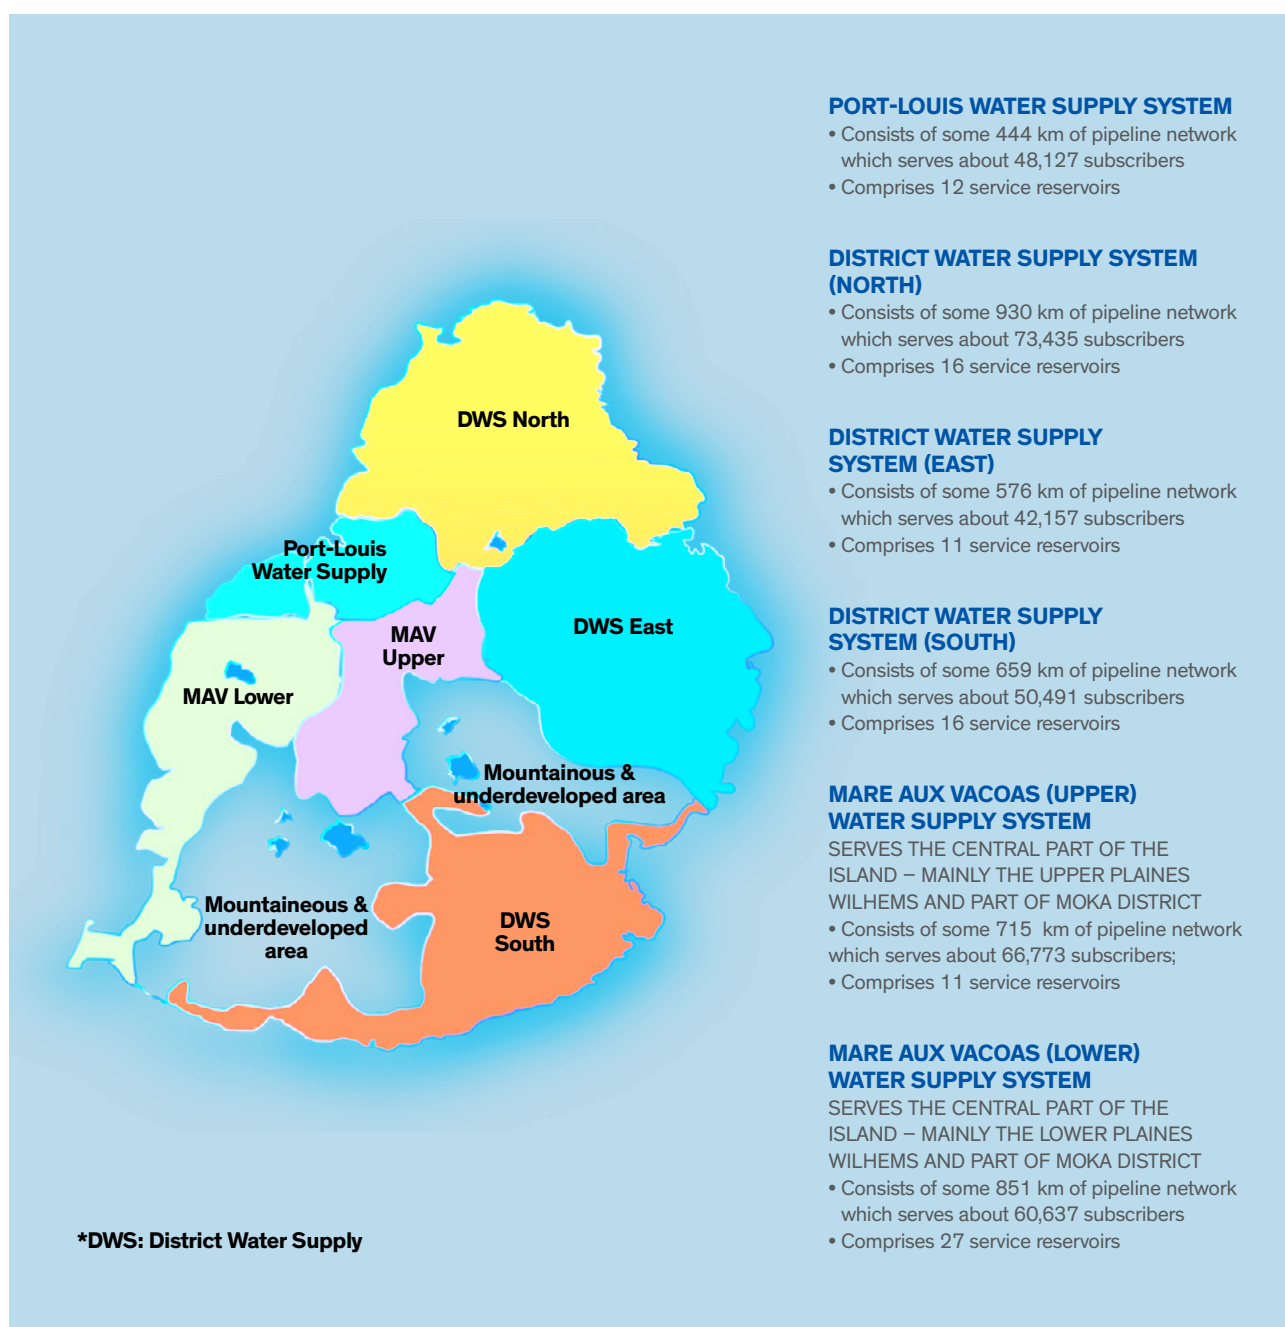 PORT-LOUIS WATER SUPPLY SYSTEM
• Consists of some 444 km of pipeline network
which serves about 48,127 subscribers
• Comprises 12 service reservoirs
DISTRICT WATER SUPPLY SYSTEM
(NORTH)
• Consists of some 930 km of pipeline network
which serves about 73,435 subscribers
• Comprises 16 service reservoirs
DISTRICT WATER SUPPLY
SYSTEM (EAST)
• Consists of some 576 km of pipeline network
which serves about 42,157 subscribers
• Comprises 11 service reservoirs
DISTRICT WATER SUPPLY
SYSTEM (SOUTH)
• Consists of some 659 km of pipeline network
which serves about 50,491 subscribers
• Comprises 16 service reservoirs
MARE AUX VACOAS (UPPER)
WATER SUPPLY SYSTEM
SERVES THE CENTRAL PART OF THE
ISLAND – MAINLY THE UPPER PLAINES
WILHEMS AND PART OF MOKA DISTRICT
• Consists of some 715 km of pipeline network
which serves about 66,773 subscribers;
• Comprises 11 service reservoirs
MARE AUX VACOAS (LOWER)
WATER SUPPLY SYSTEM
SERVES THE CENTRAL PART OF THE
ISLAND – MAINLY THE LOWER PLAINES
WILHEMS AND PART OF MOKA DISTRICT
• Consists of some 851 km of pipeline network
which serves about 60,637 subscribers
• Comprises 27 service reservoirs
DWS North
Port-Louis
Water Supply
MAV
Upper
DWS East
MAV Lower
Mountainous &
underdeveloped area
Mountaineous &
underdeveloped
area
DWS
South
*DWS: District Water Supply